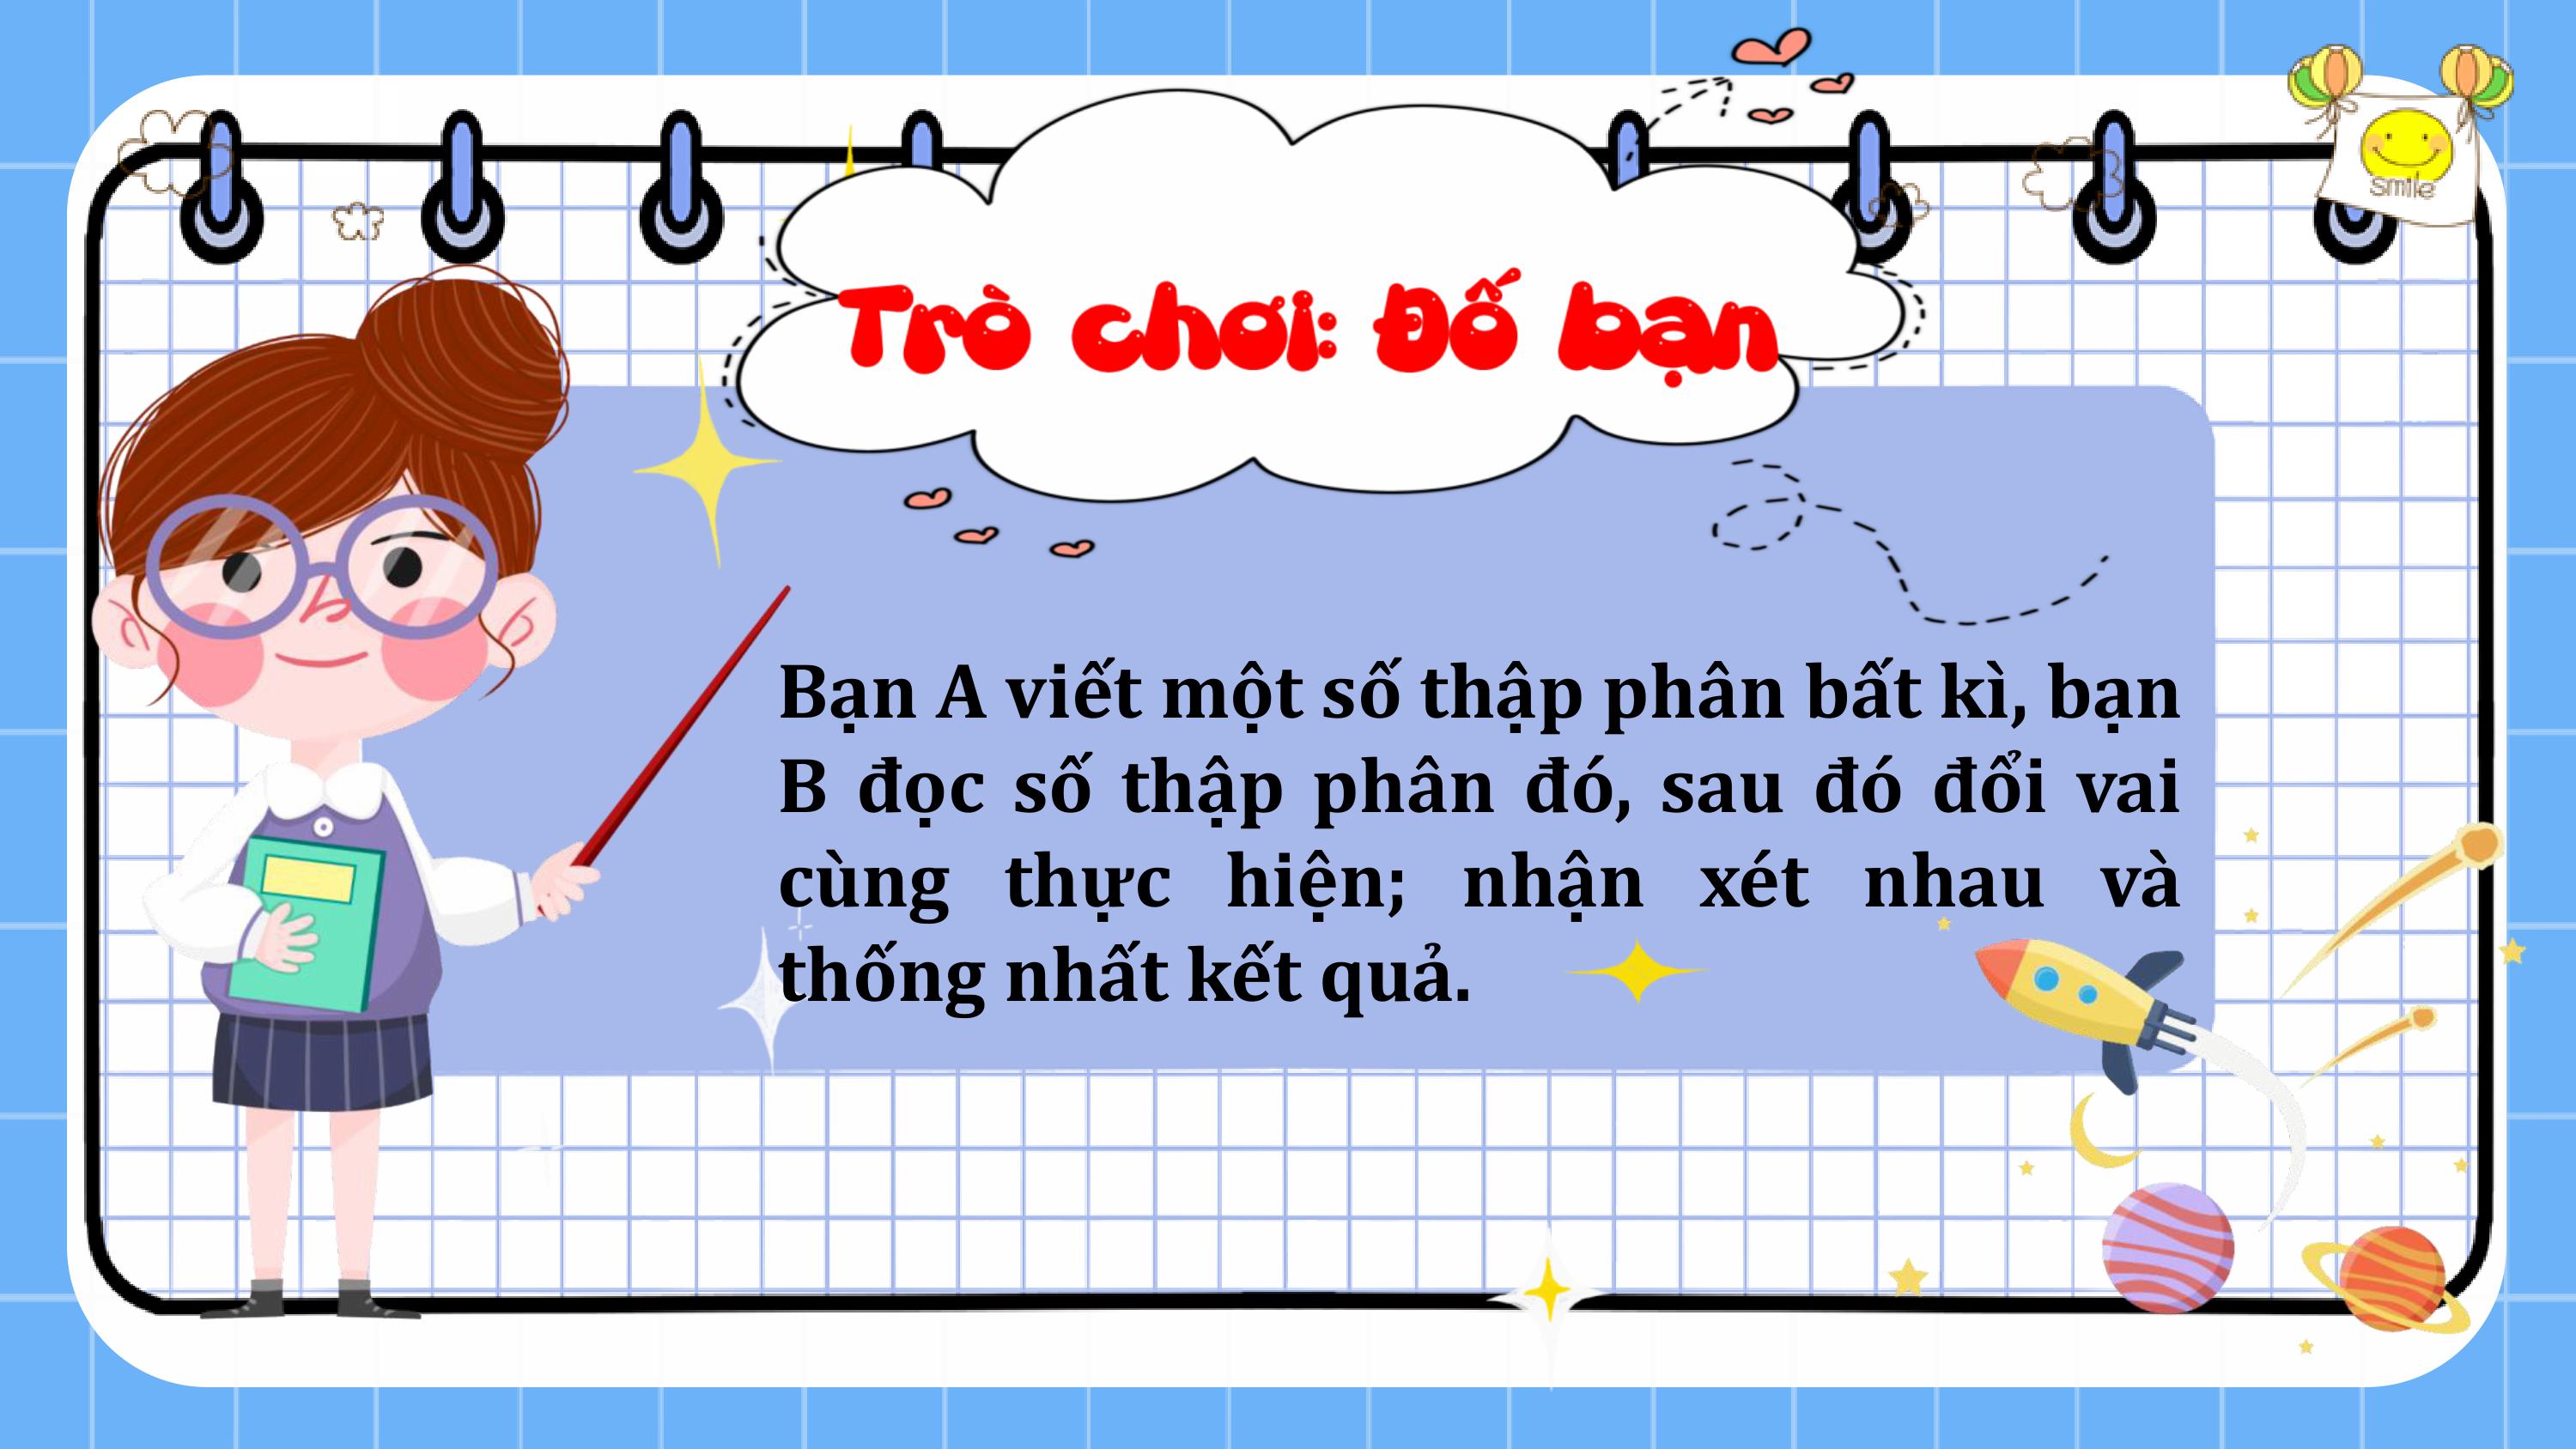 smile
Trò chơi: Đố bạn
Bạn A viết một số thập phân bất kì, bạn
B đọc số thập phân đó, sau đó đổi vai
cùng thực hiện; nhận xét nhau và
thống nhất kết quả.